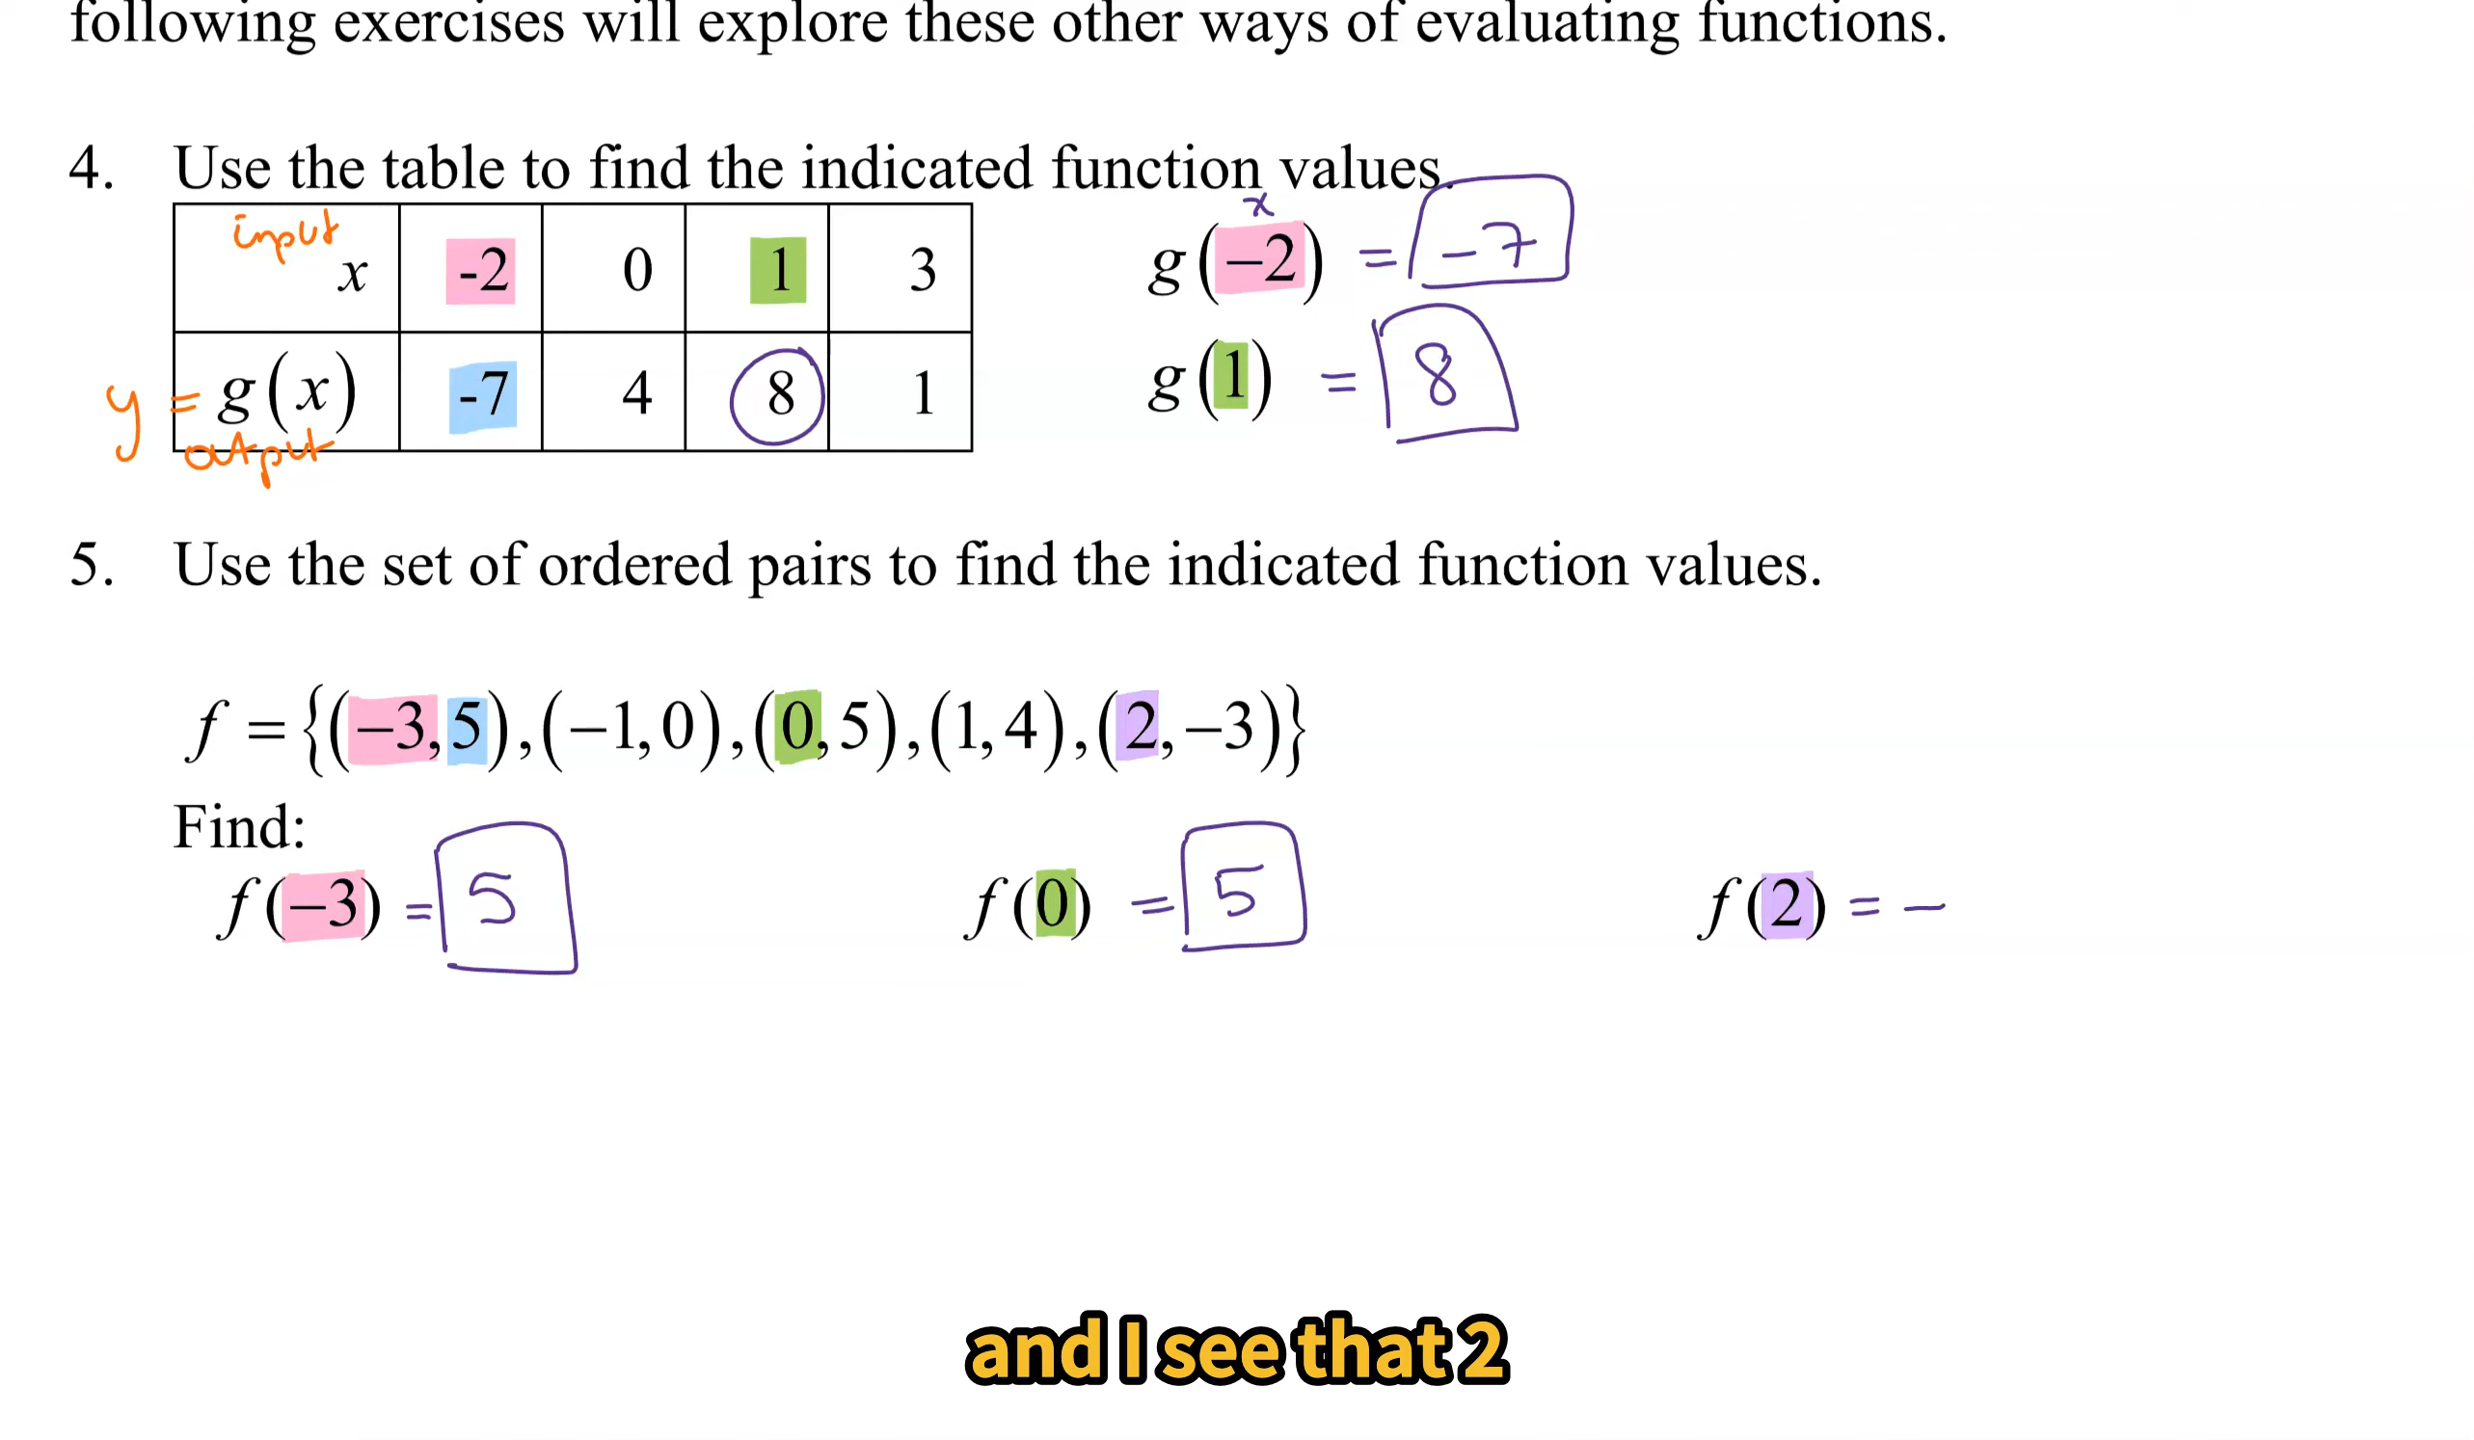 following exercises will explore these other ways of evaluating functions.
4. Use the table to find the indicated function values.
input x -2 0 1 3
y = g(x) -7 4 8 1
output
x
g(−2) = −7
g(1) = 8
5. Use the set of ordered pairs to find the indicated function values.
f = {(−3,5),(−1,0),(0,5),(1,4),(2,−3)}
Find:
f(−3) = 5 f(0) = 5 f(2) = −
and I see that 2